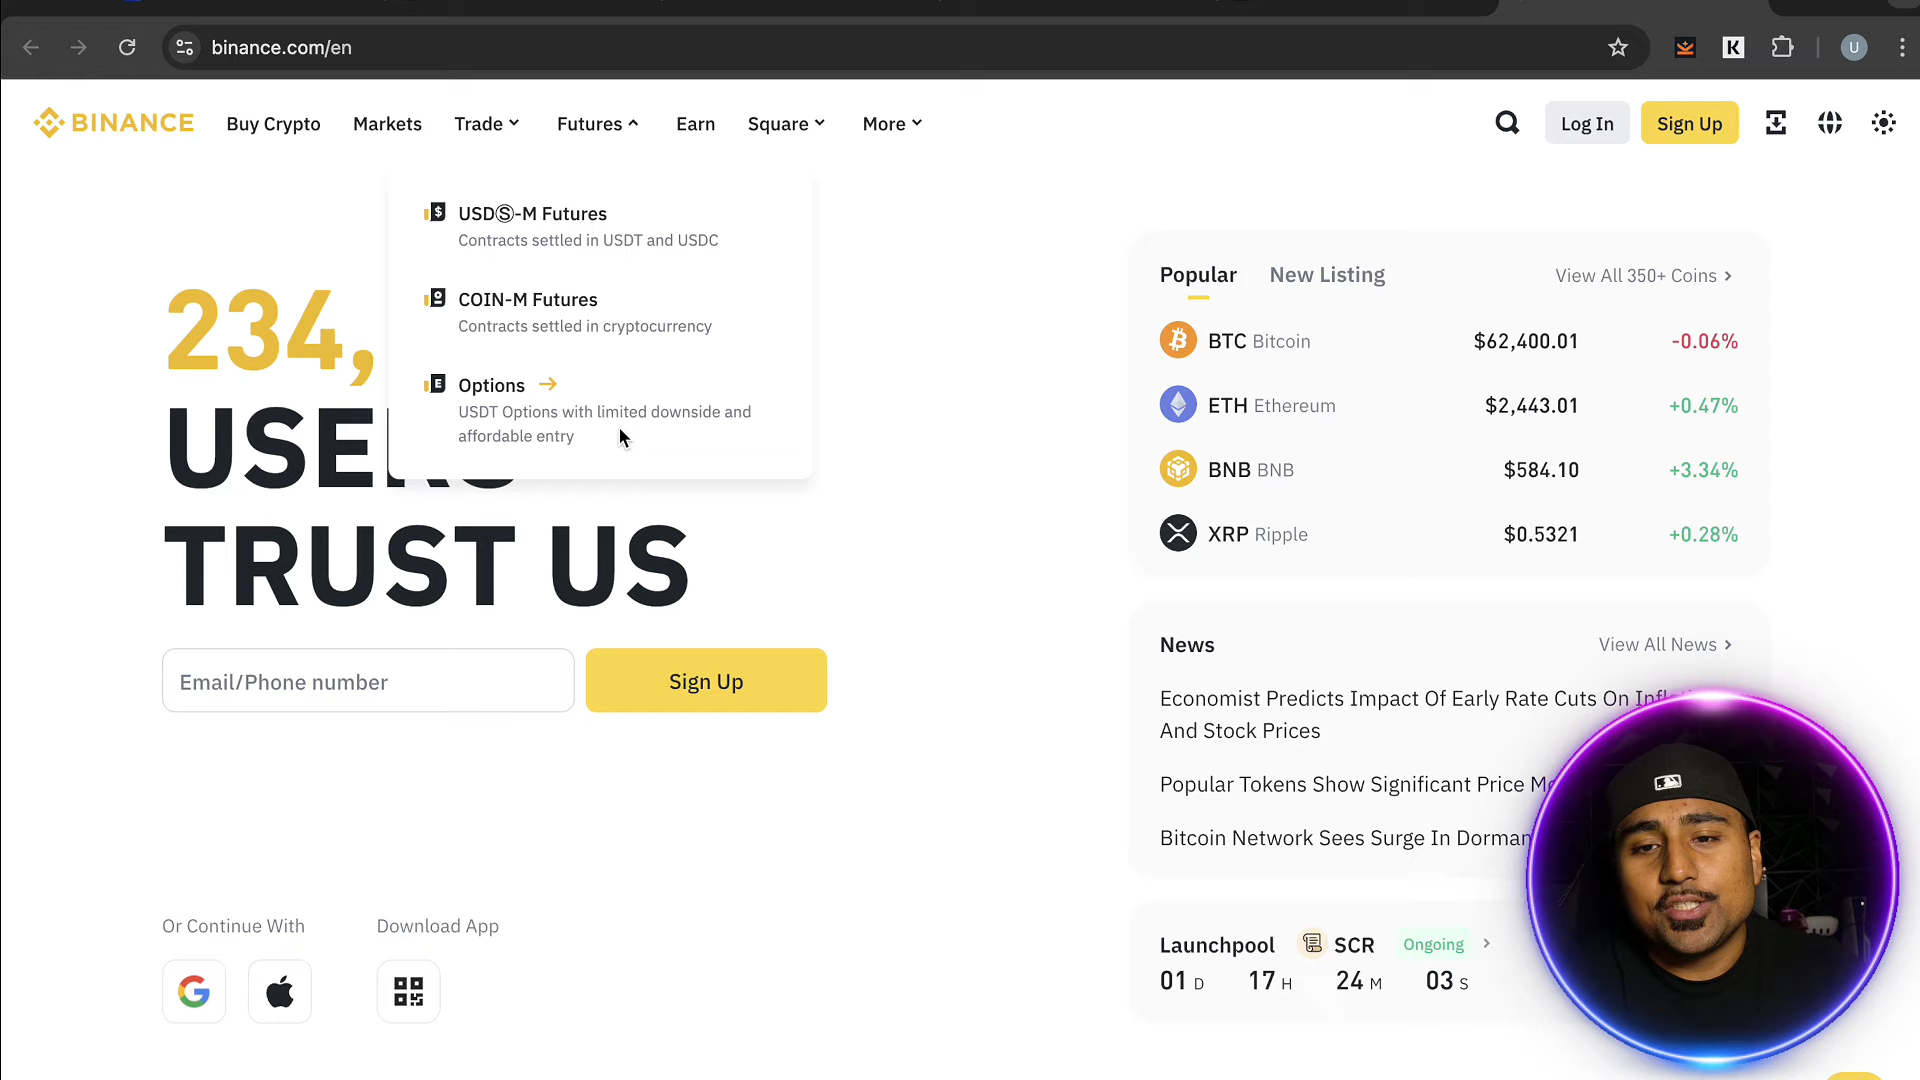 binance.com/en
K
U
BINANCE
Buy Crypto
Markets
Trade
Futures
Earn
Square
More
Log In
Sign Up
USDⓈ-M Futures
Contracts settled in USDT and USDC
COIN-M Futures
Contracts settled in cryptocurrency
Options
USDT Options with limited downside and
affordable entry
234,
TRUST US
Email/Phone number
Sign Up
Or Continue With
Download App
Popular
New Listing
View All 350+ Coins
BTC Bitcoin $62,400.01 -0.06%
ETH Ethereum $2,443.01 +0.47%
BNB BNB $584.10 +3.34%
XRP Ripple $0.5321 +0.28%
News
View All News
Economist Predicts Impact Of Early Rate Cuts On
And Stock Prices
Popular Tokens Show Significant Price
Bitcoin Network Sees Surge In
Launchpool SCR Ongoing
01 D 17 H 24 M 03 S